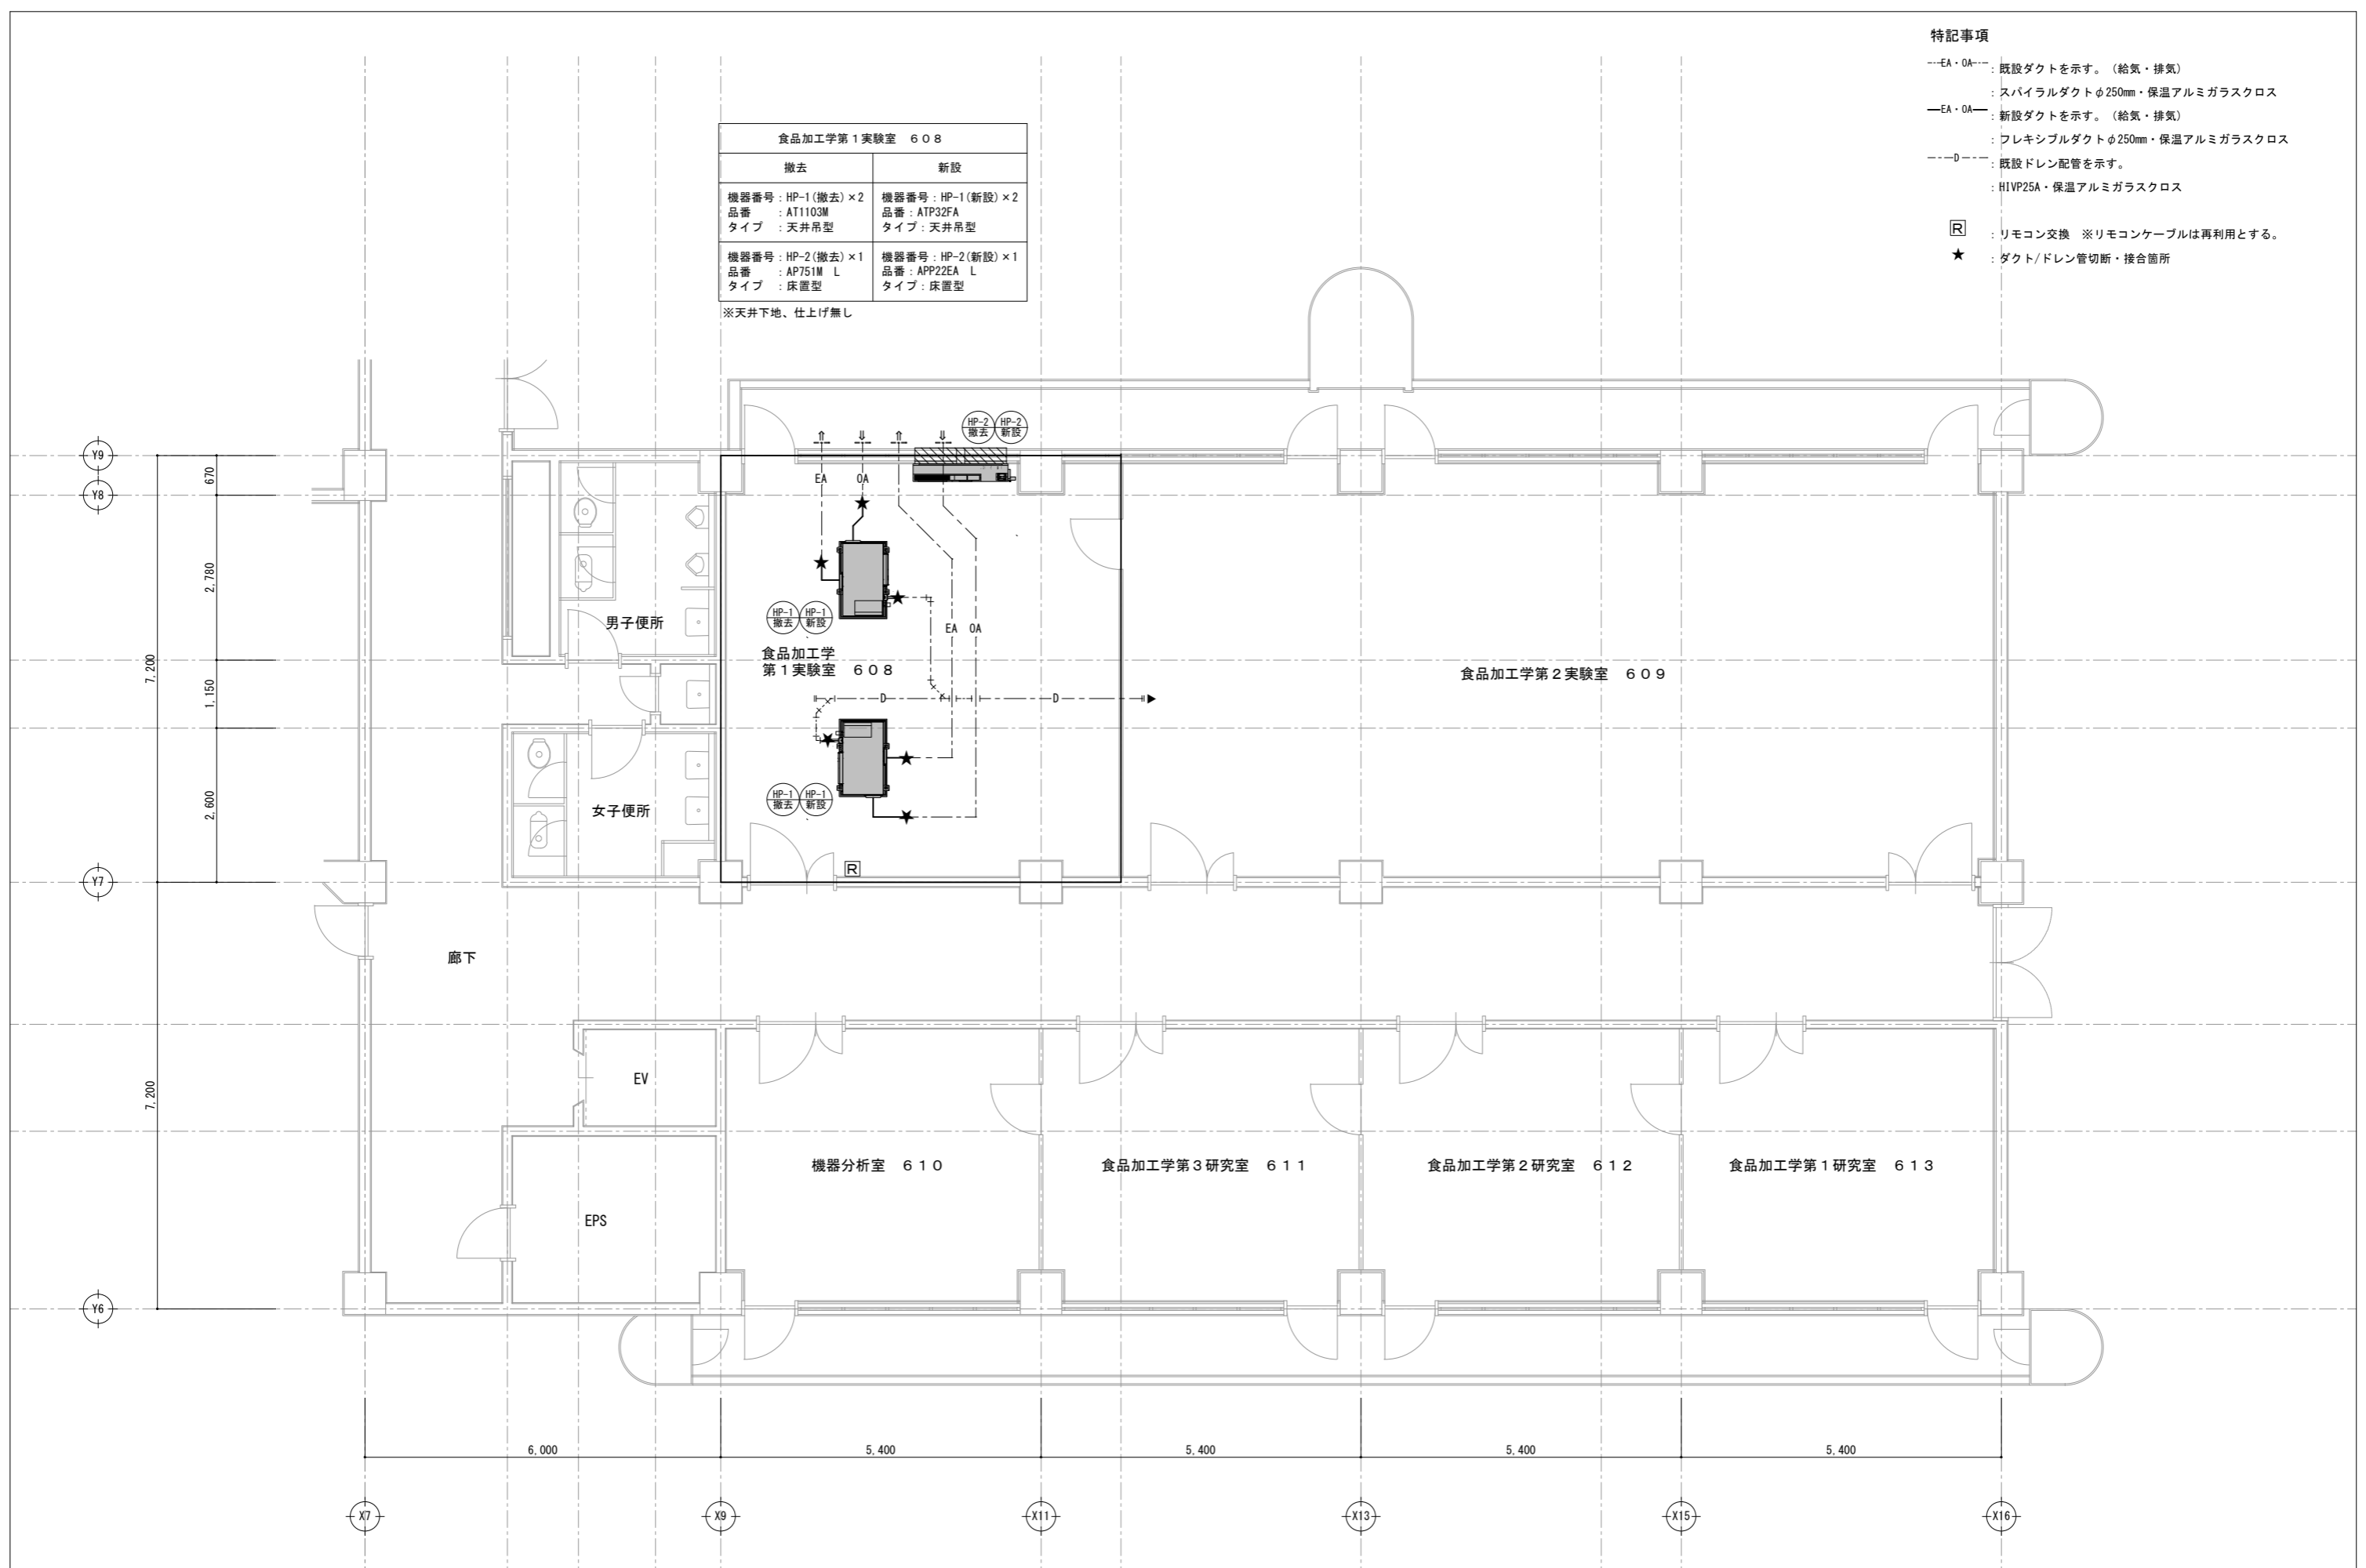 特記事項
EA・OA
：既設ダクトを示す。（給気・排気）
：スパイラルダクトφ250mm・保温アルミガラスクロス
EA・OA
：新設ダクトを示す。（給気・排気）
：フレキシブルダクトφ250mm・保温アルミガラスクロス
D
：既設ドレン配管を示す。
：HIVP25A・保温アルミガラスクロス
R ：リモコン交換　※リモコンケーブルは再利用とする。
★ ：ダクト/ドレン管切断・接合箇所
食品加工学第１実験室　６０８
撤去
新設
機器番号：HP-1(撤去)×2
品番　　：AT1103M
タイプ　：天井吊型
機器番号：HP-1(新設)×2
品番：ATP32FA
タイプ：天井吊型
機器番号：HP-2(撤去)×1
品番　　：AP751M　L
タイプ　：床置型
機器番号：HP-2(新設)×1
品番：APP22EA　L
タイプ：床置型
※天井下地、仕上げ無し
HP-2
撤去
HP-2
新設
Y9
670
Y8
EA
OA
2,780
HP-1
撤去
HP-1
新設
男子便所
EA
OA
食品加工学
第１実験室　６０８
食品加工学第２実験室　６０９
7,200
1,150
D
D
HP-1
撤去
HP-1
新設
2,600
女子便所
R
Y7
廊下
EV
7,200
機器分析室　６１０
食品加工学第３研究室　６１１
食品加工学第２研究室　６１２
食品加工学第１研究室　６１３
EPS
Y6
6,000
5,400
5,400
5,400
5,400
X7
X9
X11
X13
X15
X16